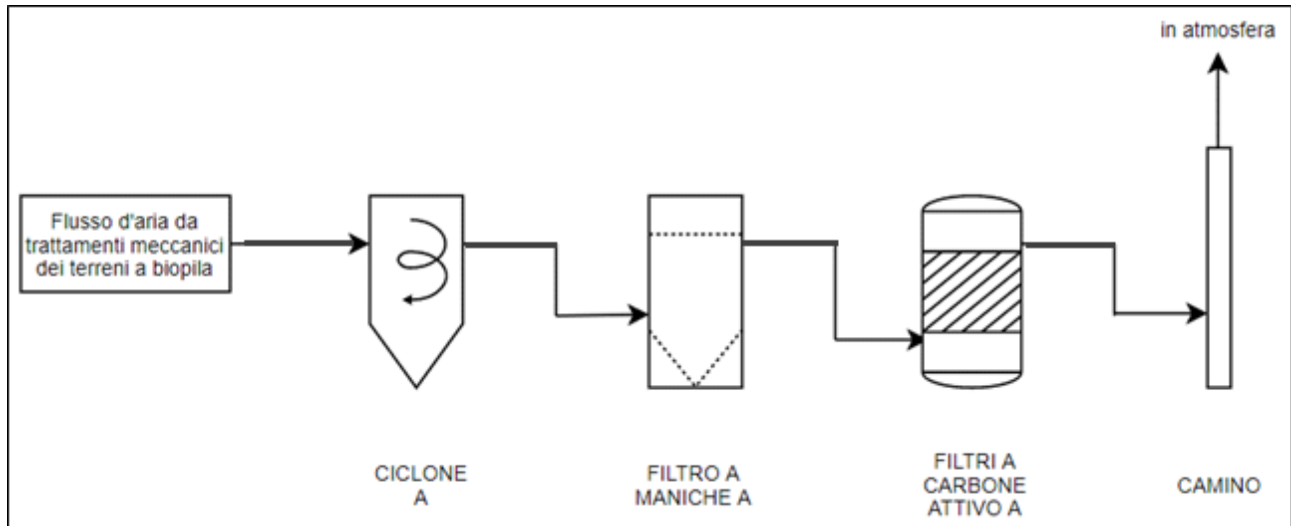 in atmosfera
Flusso d'aria da
trattamenti meccanici
dei terreni a biopila
CICLONE
A
FILTRO A
MANICHE A
FILTRI A
CARBONE
ATTIVO A
CAMINO